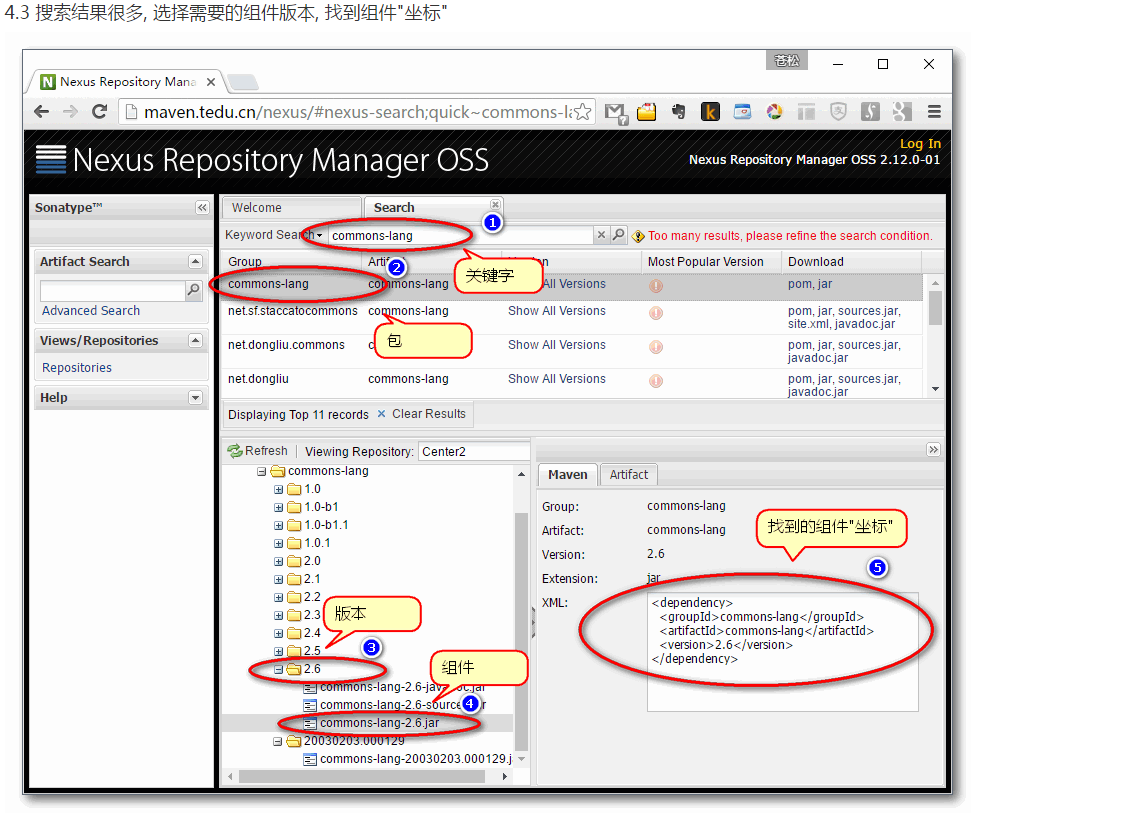 4.3 搜索结果很多, 选择需要的组件版本, 找到组件"坐标"
苍松
Nexus Repository Mana
maven.tedu.cn/nexus/#nexus-search;quick~commons-la
Nexus Repository Manager OSS
Log In
Nexus Repository Manager OSS 2.12.0-01
Sonatype™
Artifact Search
Advanced Search
Views/Repositories
Repositories
Help
Welcome
Search
1
Keyword Search
commons-lang
Too many results, please refine the search condition.
Group
2
Most Popular Version
Download
关键字
commons-lang
commons-lang
All Versions
pom, jar
net.sf.staccatocommons
commons-lang
Show All Versions
pom, jar, sources.jar,
site.xml, javadoc.jar
包
net.dongliu.commons
Show All Versions
pom, jar, sources.jar,
javadoc.jar
net.dongliu
commons-lang
Show All Versions
pom, jar, sources.jar,
javadoc.jar
Displaying Top 11 records
Clear Results
Refresh
Viewing Repository:
Center2
commons-lang
1.0
1.0-b1
1.0-b1.1
1.0.1
2.0
2.1
2.2
2.3
2.4
2.5
2.6
版本
3
组件
4
commons-lang-2.6-javadoc.jar
commons-lang-2.6-source
commons-lang-2.6.jar
20030203.000129
commons-lang-20030203.000129.j
Maven
Artifact
Group:
commons-lang
Artifact:
commons-lang
Version:
2.6
Extension:
jar
XML:
找到的组件"坐标"
5
<dependency>
<groupId>commons-lang</groupId>
<artifactId>commons-lang</artifactId>
<version>2.6</version>
</dependency>